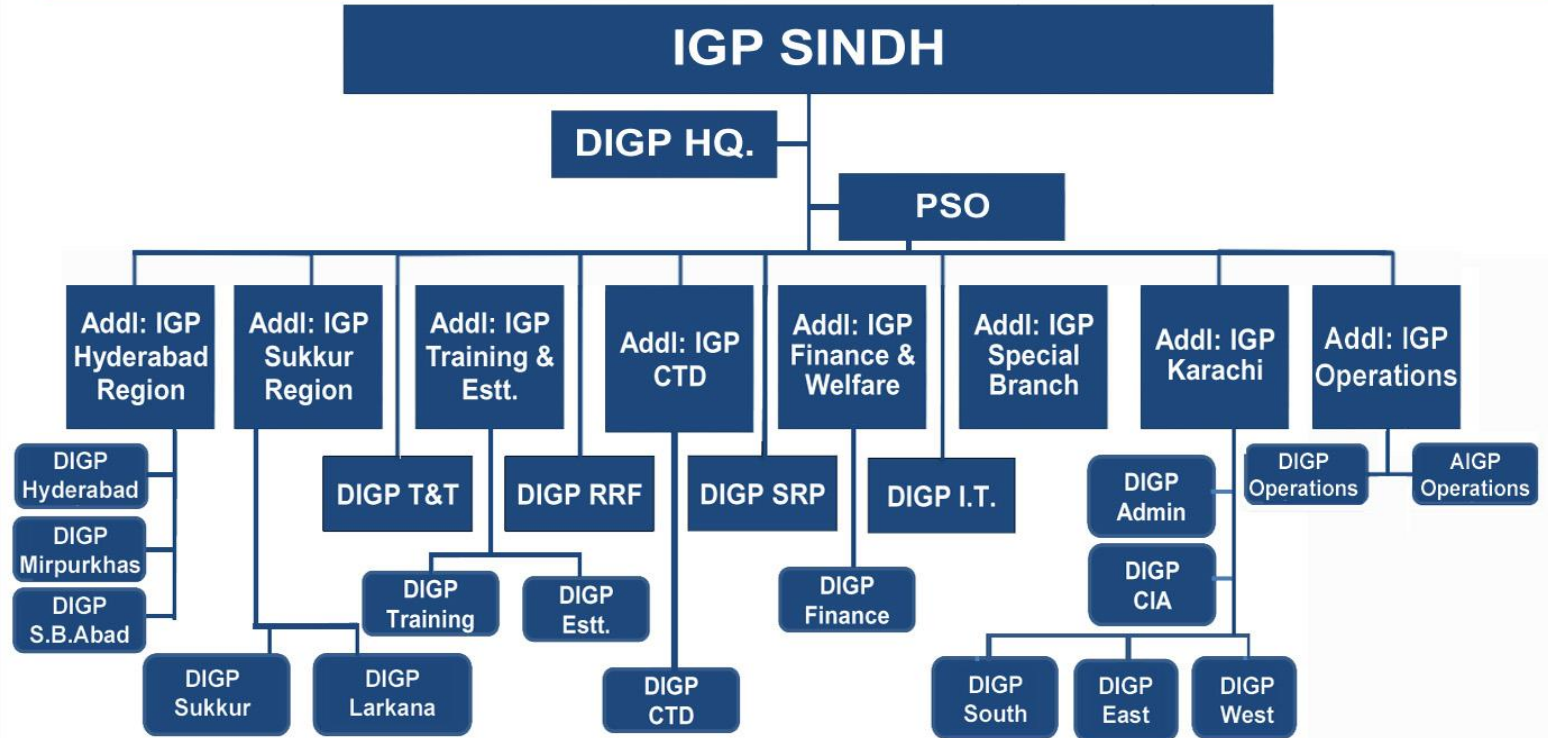 IGP SINDH
DIGP HQ.
PSO
Addl: IGP
Hyderabad
Region
Addl: IGP
Sukkur
Region
Addl: IGP
Training &
Estt.
Addl: IGP
CTD
Addl: IGP
Finance &
Welfare
Addl: IGP
Special
Branch
Addl: IGP
Karachi
Addl: IGP
Operations
DIGP
Hyderabad
DIGP
Mirpurkhas
DIGP
S.B.Abad
DIGP T&T
DIGP RRF
DIGP SRP
DIGP I.T.
DIGP
Admin
DIGP
CIA
DIGP
Operations
AIGP
Operations
DIGP
Training
DIGP
Estt.
DIGP
Finance
DIGP
Sukkur
DIGP
Larkana
DIGP
CTD
DIGP
South
DIGP
East
DIGP
West